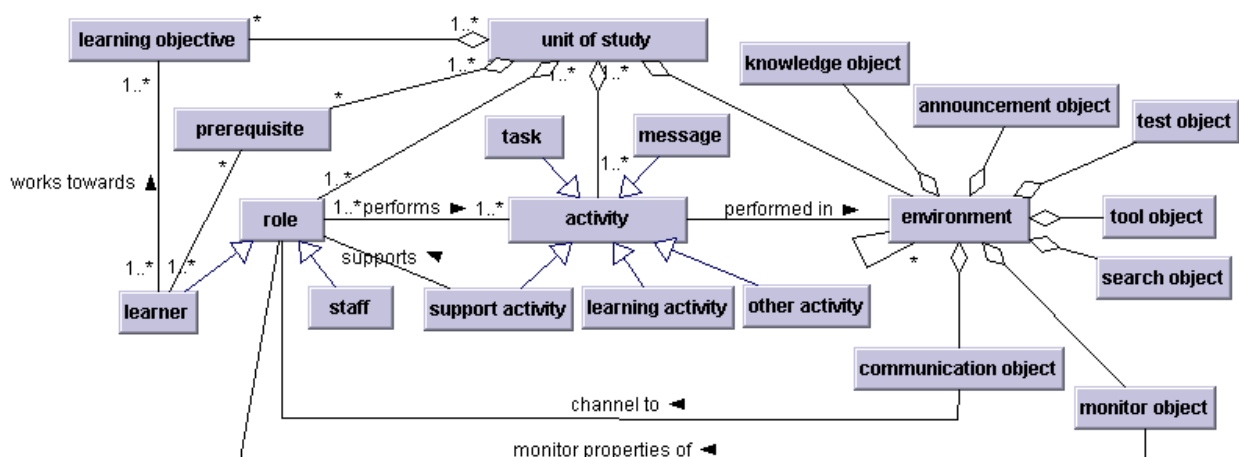 learning objective
*
1..*
unit of study
1..*
1..*
1..*
knowledge object
announcement object
test object
1..*
*
prerequisite
*
task
message
works towards ▲
1..*
1..*
role
1..*
performs ►
1..*
activity
performed in ►
environment
tool object
supports ◄
*
search object
1..*
1..*
learner
staff
support activity
learning activity
other activity
communication object
channel to ◄
monitor object
monitor properties of ◄